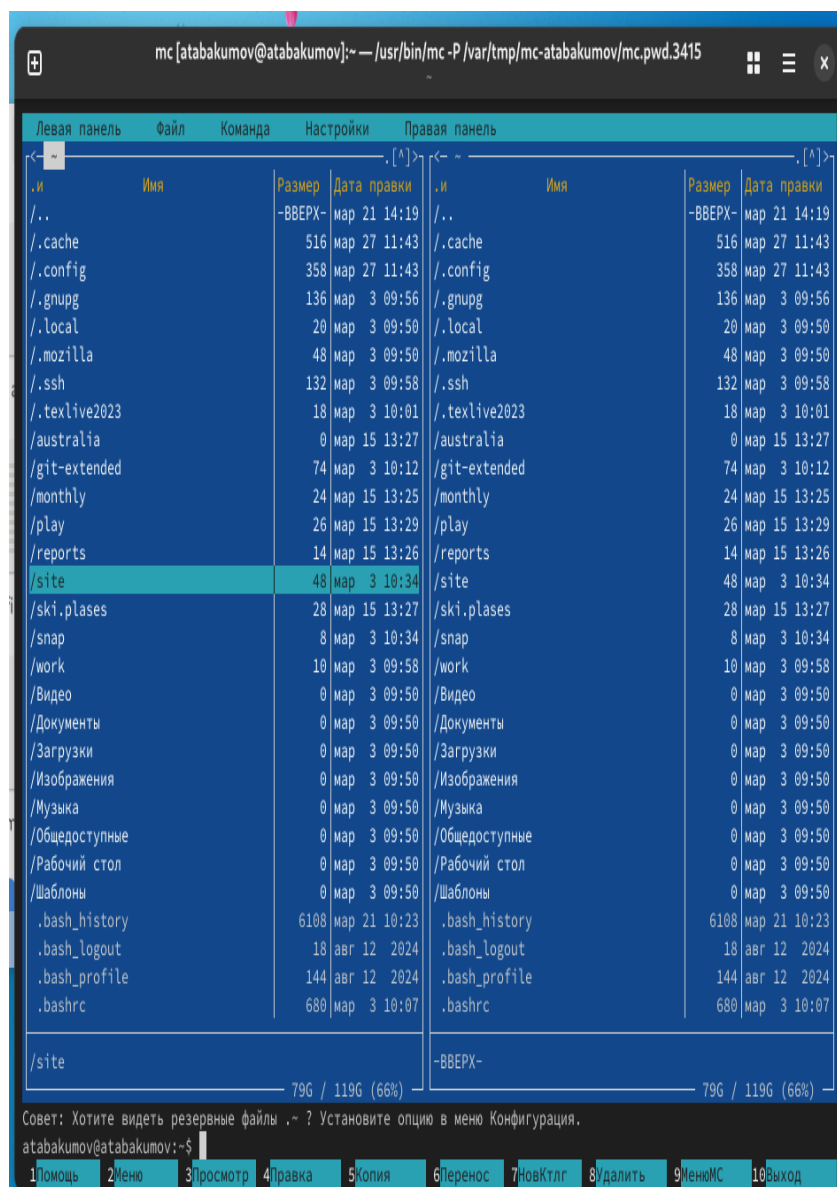 mc [atabakumov@atabakumov]:~ — /usr/bin/mc -P /var/tmp/mc-atabakumov/mc.pwd.3415
~
Левая панель Файл Команда Настройки Правая панель
<- ~ .[^]> <- ~ .[^]>
.и Имя Размер Дата правки .и Имя Размер Дата правки
/.. -ВВЕРХ- мар 21 14:19 /.. -ВВЕРХ- мар 21 14:19
/.cache 516 мар 27 11:43 /.cache 516 мар 27 11:43
/.config 358 мар 27 11:43 /.config 358 мар 27 11:43
/.gnupg 136 мар 3 09:56 /.gnupg 136 мар 3 09:56
/.local 20 мар 3 09:50 /.local 20 мар 3 09:50
/.mozilla 48 мар 3 09:50 /.mozilla 48 мар 3 09:50
/.ssh 132 мар 3 09:58 /.ssh 132 мар 3 09:58
/.texlive2023 18 мар 3 10:01 /.texlive2023 18 мар 3 10:01
/australia 0 мар 15 13:27 /australia 0 мар 15 13:27
/git-extended 74 мар 3 10:12 /git-extended 74 мар 3 10:12
/monthly 24 мар 15 13:25 /monthly 24 мар 15 13:25
/play 26 мар 15 13:29 /play 26 мар 15 13:29
/reports 14 мар 15 13:26 /reports 14 мар 15 13:26
/site 48 мар 3 10:34 /site 48 мар 3 10:34
/ski.plases 28 мар 15 13:27 /ski.plases 28 мар 15 13:27
/snap 8 мар 3 10:34 /snap 8 мар 3 10:34
/work 10 мар 3 09:58 /work 10 мар 3 09:58
/Видео 0 мар 3 09:50 /Видео 0 мар 3 09:50
/Документы 0 мар 3 09:50 /Документы 0 мар 3 09:50
/Загрузки 0 мар 3 09:50 /Загрузки 0 мар 3 09:50
/Изображения 0 мар 3 09:50 /Изображения 0 мар 3 09:50
/Музыка 0 мар 3 09:50 /Музыка 0 мар 3 09:50
/Общедоступные 0 мар 3 09:50 /Общедоступные 0 мар 3 09:50
/Рабочий стол 0 мар 3 09:50 /Рабочий стол 0 мар 3 09:50
/Шаблоны 0 мар 3 09:50 /Шаблоны 0 мар 3 09:50
.bash_history 6108 мар 21 10:23 .bash_history 6108 мар 21 10:23
.bash_logout 18 авг 12 2024 .bash_logout 18 авг 12 2024
.bash_profile 144 авг 12 2024 .bash_profile 144 авг 12 2024
.bashrc 680 мар 3 10:07 .bashrc 680 мар 3 10:07
/site -ВВЕРХ-
79G / 119G (66%) 79G / 119G (66%)
Совет: Хотите видеть резервные файлы .~ ? Установите опцию в меню Конфигурация.
atabakumov@atabakumov:~$
1Помощь 2Меню 3Просмотр 4Правка 5Копия 6Перенос 7НовКтлг 8Удалить 9МенюМС 10Выход